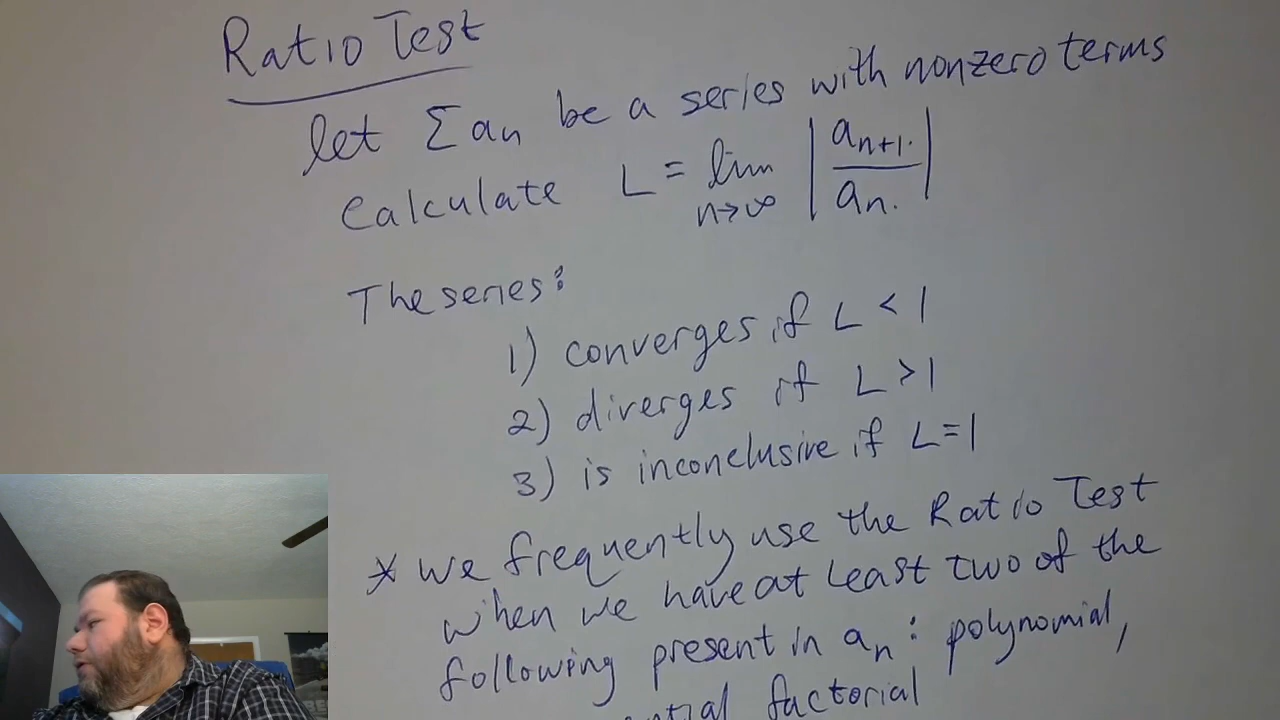 Ratio Test
let Σ an be a series with nonzero terms
Calculate L = lim n→∞ | an+1 / an |
The series:
1) converges if L < 1
2) diverges if L > 1
3) is inconclusive if L=1
* We frequently use the Ratio Test
when we have at least two of the
following present in an: polynomial,
factorial